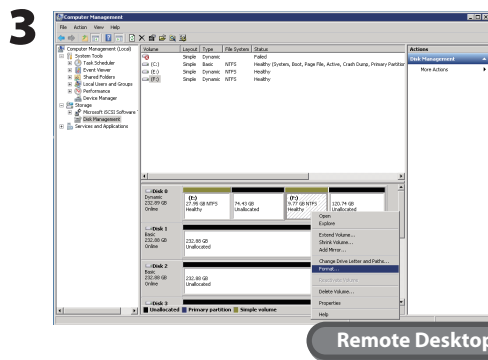 3
Computer Management
File Action View Help
Computer Management (Local)
System Tools
Task Scheduler
Event Viewer
Shared Folders
Local Users and Groups
Performance
Device Manager
Storage
Microsoft iSCSI Software
Disk Management
Services and Applications
Volume Layout Type File System Status
Simple Dynamic Failed
(C:) Simple Basic NTFS Healthy (System, Boot, Page File, Active, Crash Dump, Primary Partition
(E:) Simple Dynamic NTFS Healthy
(F:) Simple Dynamic NTFS Healthy
Actions
Disk Management
More Actions
Disk 0
Dynamic
232.89 GB
Online
(E:)
27.95 GB NTFS
Healthy
74.43 GB
Unallocated
(F:)
9.77 GB NTFS
Healthy
120.74 GB
Unallocated
Disk 1
Basic
232.88 GB
Online
232.88 GB
Unallocated
Disk 2
Basic
232.88 GB
Online
232.88 GB
Unallocated
Disk 3
Unallocated Primary partition Simple volume
Open
Explore
Extend Volume...
Shrink Volume...
Add Mirror...
Change Drive Letter and Paths...
Format...
Reactivate Volume
Delete Volume...
Properties
Help
Remote Desktop